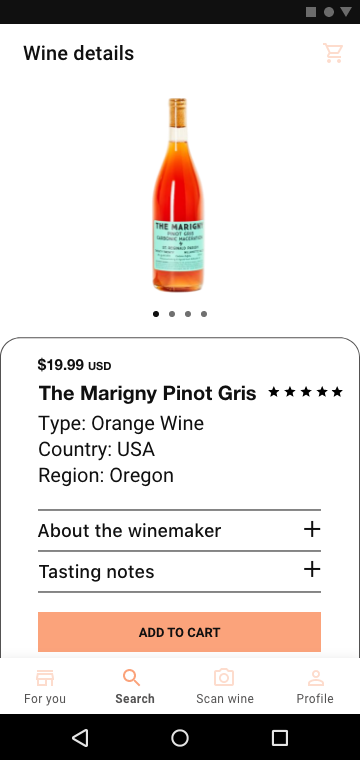 Wine details
THE MARIGNY
PINOT GRIS
CARBONIC MACERATION
$19.99 USD
The Marigny Pinot Gris
Type: Orange Wine
Country: USA
Region: Oregon
About the winemaker
Tasting notes
ADD TO CART
For you
Search
Scan wine
Profile